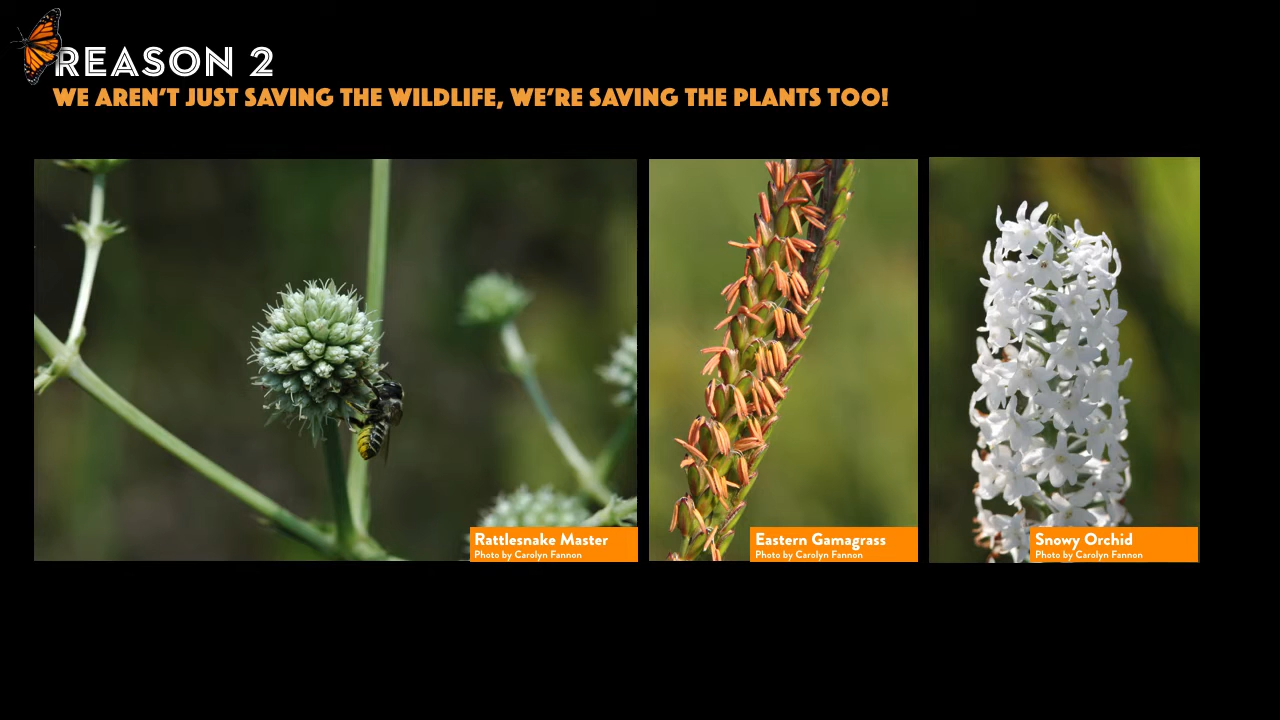 REASON 2
WE AREN'T JUST SAVING THE WILDLIFE, WE'RE SAVING THE PLANTS TOO!
Rattlesnake Master
Photo by Carolyn Fannon
Eastern Gamagrass
Photo by Carolyn Fannon
Snowy Orchid
Photo by Carolyn Fannon